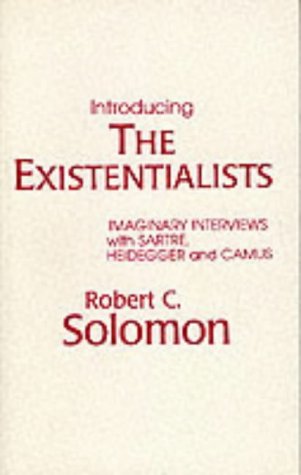 Introducing
THE
EXISTENTIALISTS
IMAGINARY INTERVIEWS
with SARTRE,
HEIDEGGER and CAMUS
Robert C.
Solomon